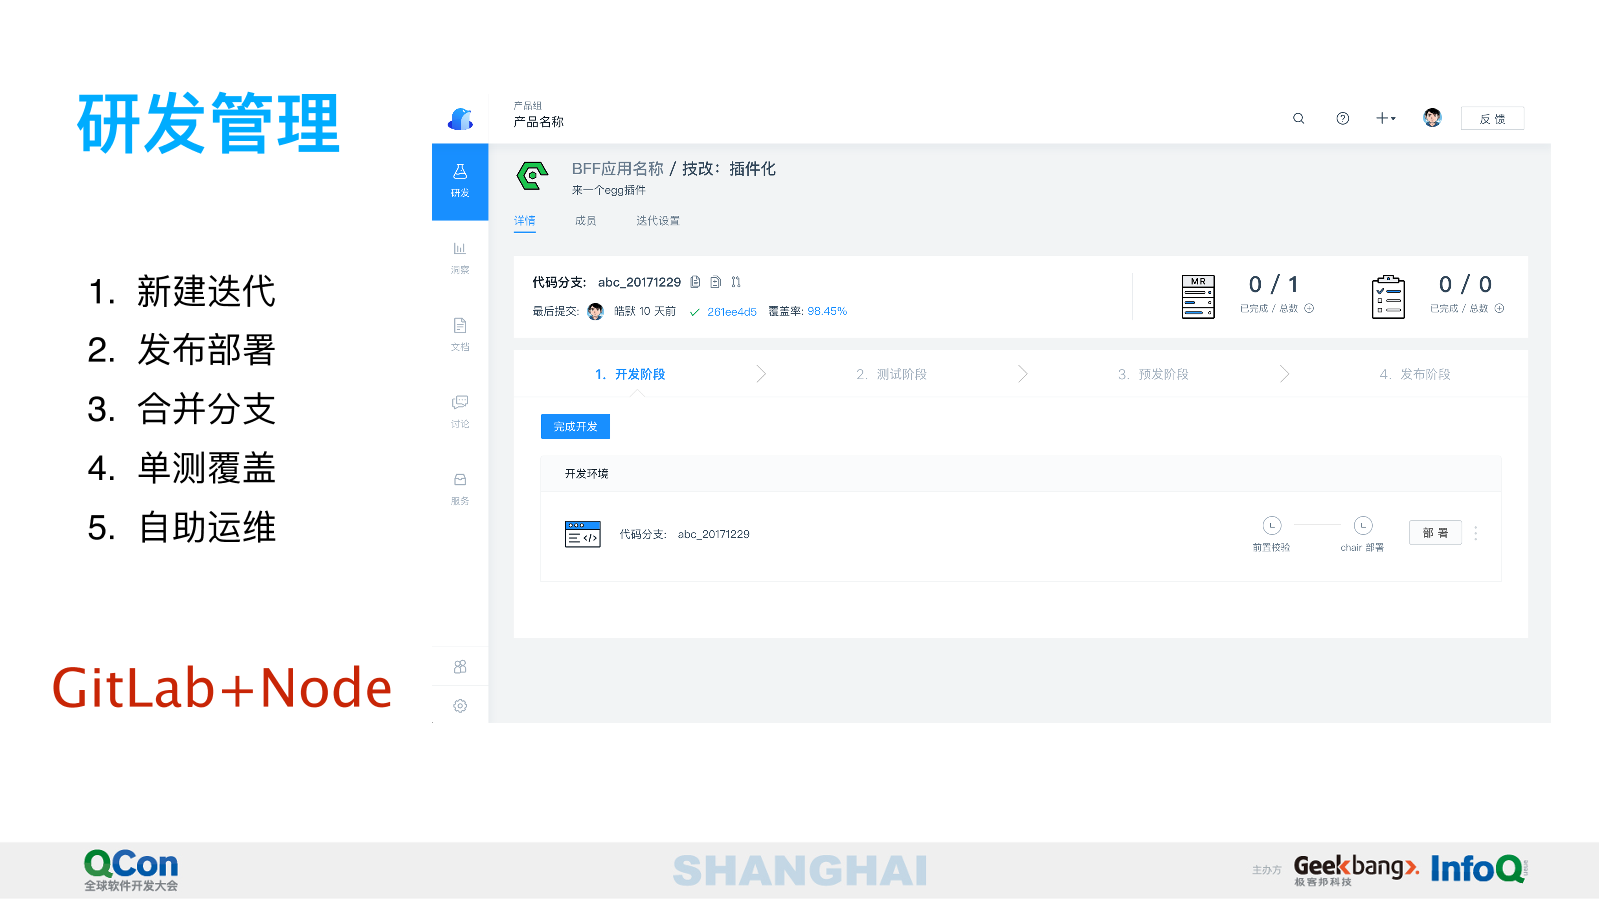 研发管理
1. 新建迭代
2. 发布部署
3. 合并分支
4. 单测覆盖
5. 自助运维
GitLab+Node
产品组
产品名称
反 馈
研发
洞察
文档
讨论
服务
BFF应用名称 / 技改：插件化
来一个egg插件
详情 成员 迭代设置
代码分支: abc_20171229
最后提交: 皓默 10 天前 261ee4d5 覆盖率: 98.45%
MR
0 / 1
已完成 / 总数
0 / 0
已完成 / 总数
1. 开发阶段 2. 测试阶段 3. 预发阶段 4. 发布阶段
完成开发
开发环境
代码分支: abc_20171229
前置校验 chair 部署 部 署
QCon
全球软件开发大会
SHANGHAI
主办方 Geekbang>.
极客邦科技
InfoQ